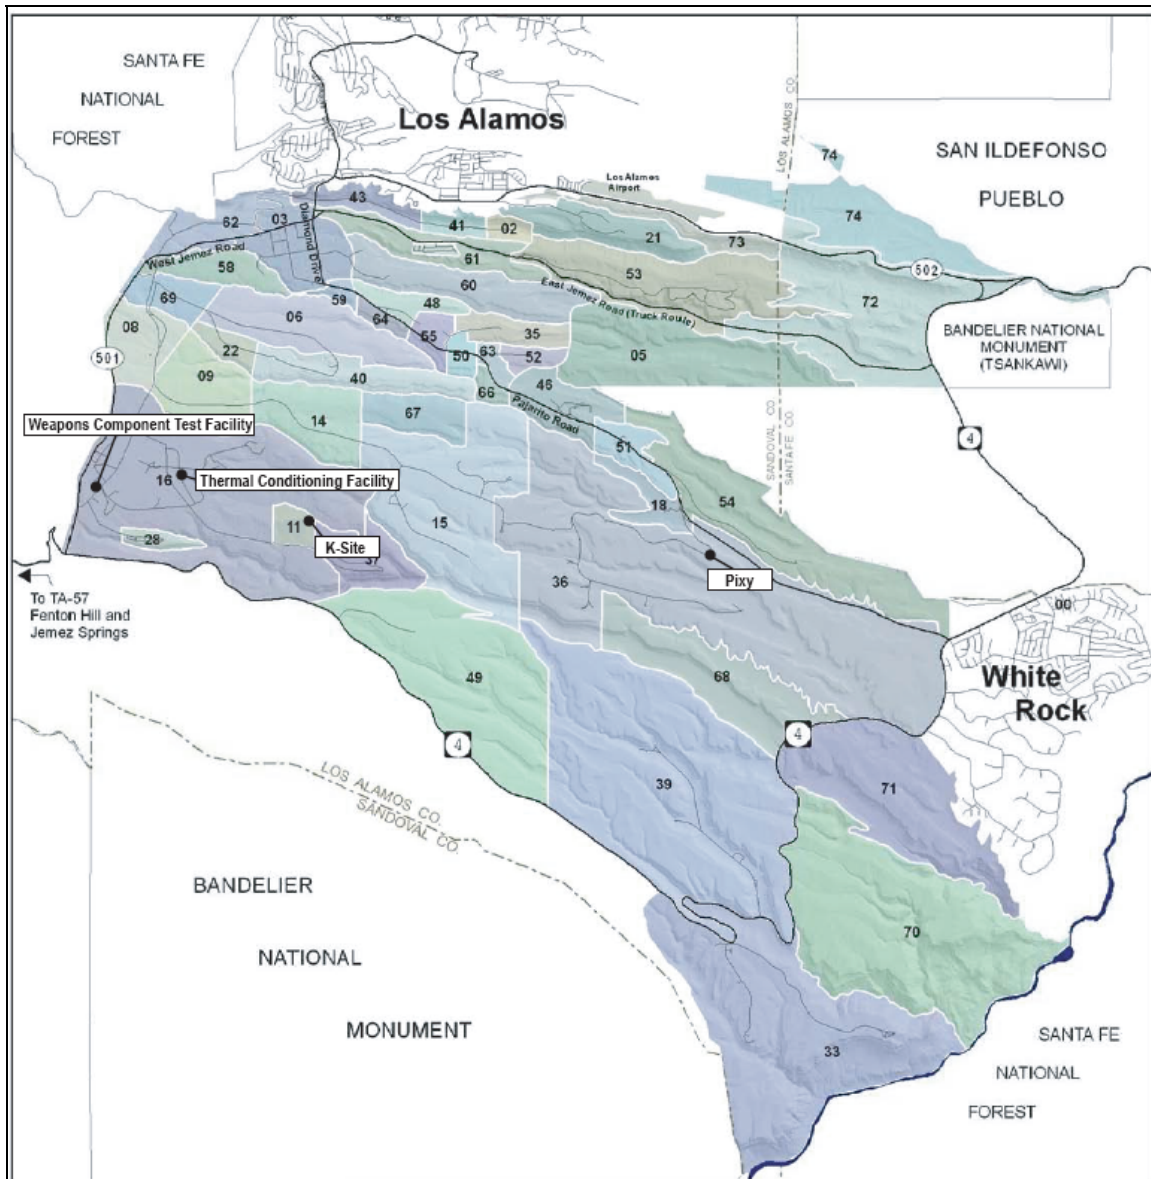 SANTA FE
NATIONAL
FOREST
Los Alamos
LOS ALAMOS CO.
SAN ILDEFONSO
PUEBLO
74
Los Alamos
Airport
74
43
62
03
41
02
21
73
Diamond Drive
West Jemez Road
502
61
53
58
60
East Jemez Road (Truck Route)
72
69
59
48
06
64
08
55
35
05
BANDELIER NATIONAL
MONUMENT
(TSANKAWI)
501
22
50
63
52
09
40
46
66
67
14
Pajarito Road
Weapons Component Test Facility
SANDOVAL CO
SANTA FE CO
4
51
16
Thermal Conditioning Facility
54
18
15
11
28
K-Site
37
36
Pixy
To TA-57
Fenton Hill and
Jemez Springs
00
49
68
White
Rock
4
4
LOS ALAMOS CO.
SANDOVAL CO.
39
71
BANDELIER
NATIONAL
MONUMENT
70
33
SANTA FE
NATIONAL
FOREST